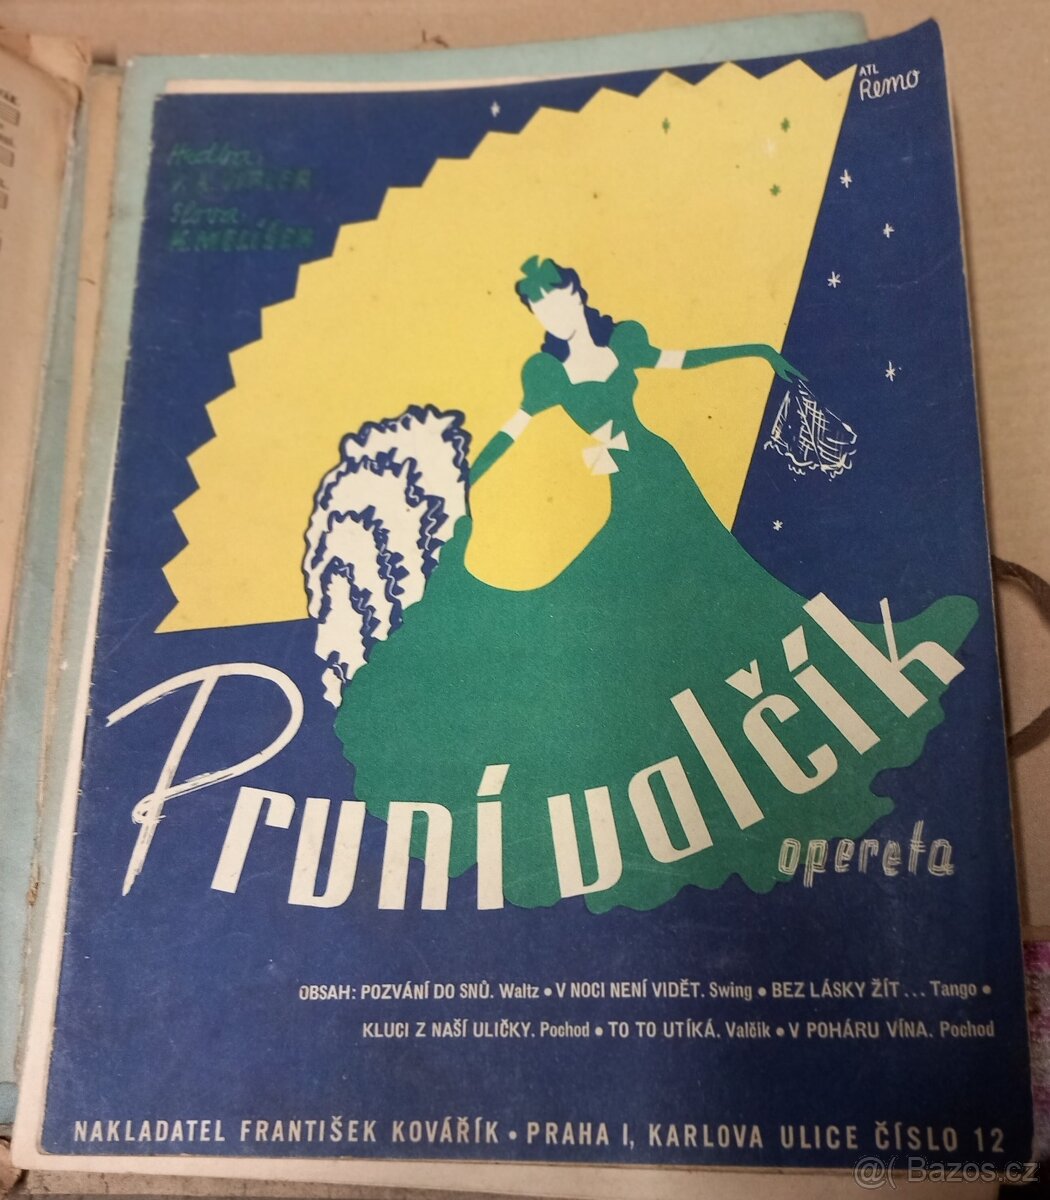 ATL
Remo
Hudba:
Slova:
K. MELÍŠEK
První valčík
opereta
OBSAH: POZVÁNÍ DO SNŮ. Waltz • V NOCI NENÍ VIDĚT. Swing • BEZ LÁSKY ŽÍT ... Tango •
KLUCI Z NAŠÍ ULIČKY. Pochod • TO TO UTÍKÁ. Valčík • V POHÁRU VÍNA. Pochod
NAKLADATEL FRANTIŠEK KOVÁŘÍK • PRAHA I, KARLOVA ULICE ČÍSLO 12
@( Bazos.cz